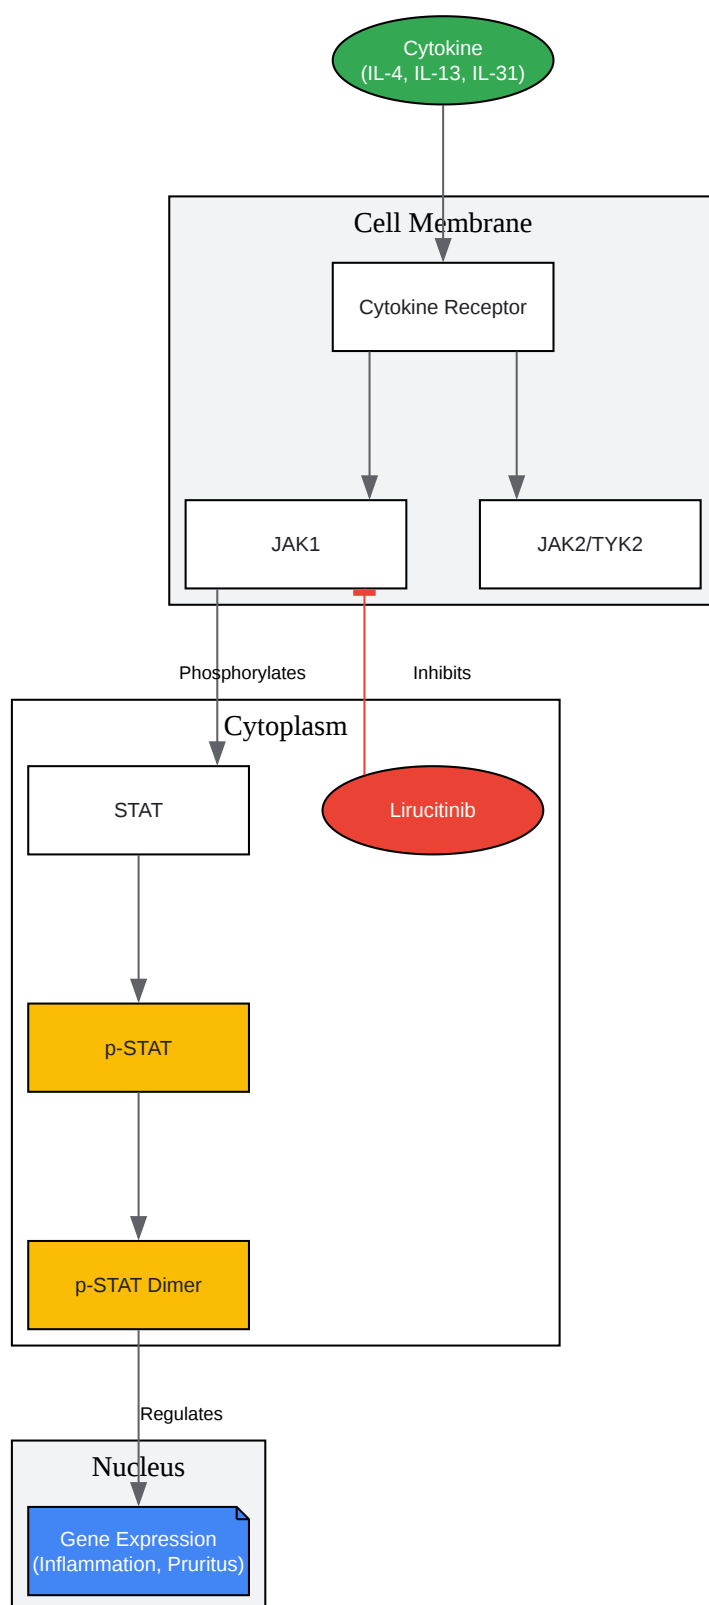 Cytokine
(IL-4, IL-13, IL-31)
Cell Membrane
Cytokine Receptor
JAK1
JAK2/TYK2
Phosphorylates
Inhibits
Cytoplasm
STAT
Lirucitinib
p-STAT
p-STAT Dimer
Regulates
Nucleus
Gene Expression
(Inflammation, Pruritus)